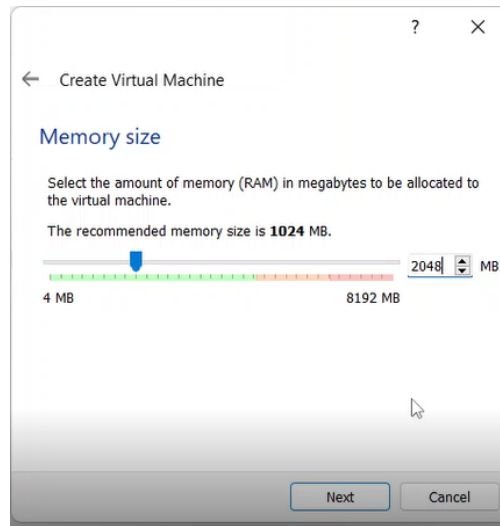 ?
Create Virtual Machine
Memory size
Select the amount of memory (RAM) in megabytes to be allocated to
the virtual machine.
The recommended memory size is 1024 MB.
2048 MB
4 MB 8192 MB
Next Cancel